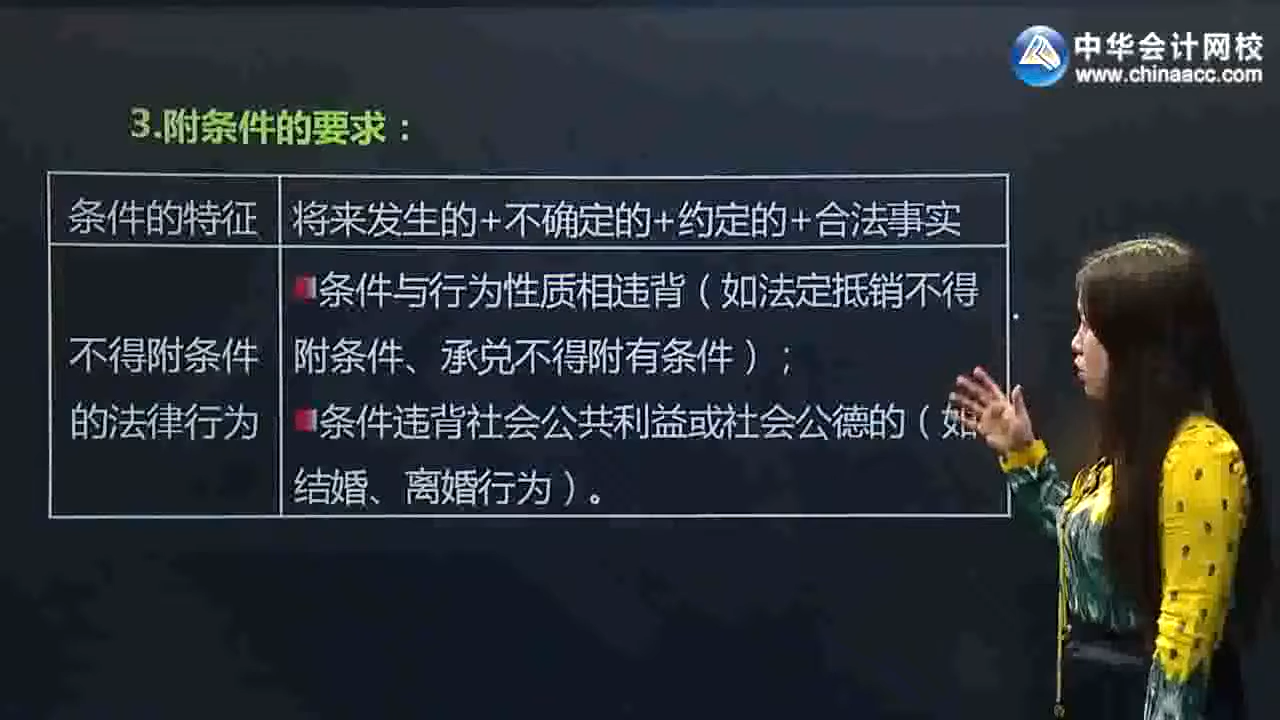 中华会计网校
www.chinaacc.com
3.附条件的要求：
条件的特征
将来发生的+不确定的+约定的+合法事实
不得附条件
的法律行为
条件与行为性质相违背（如法定抵销不得
附条件、承兑不得附有条件）；
条件违背社会公共利益或社会公德的（如
结婚、离婚行为）。